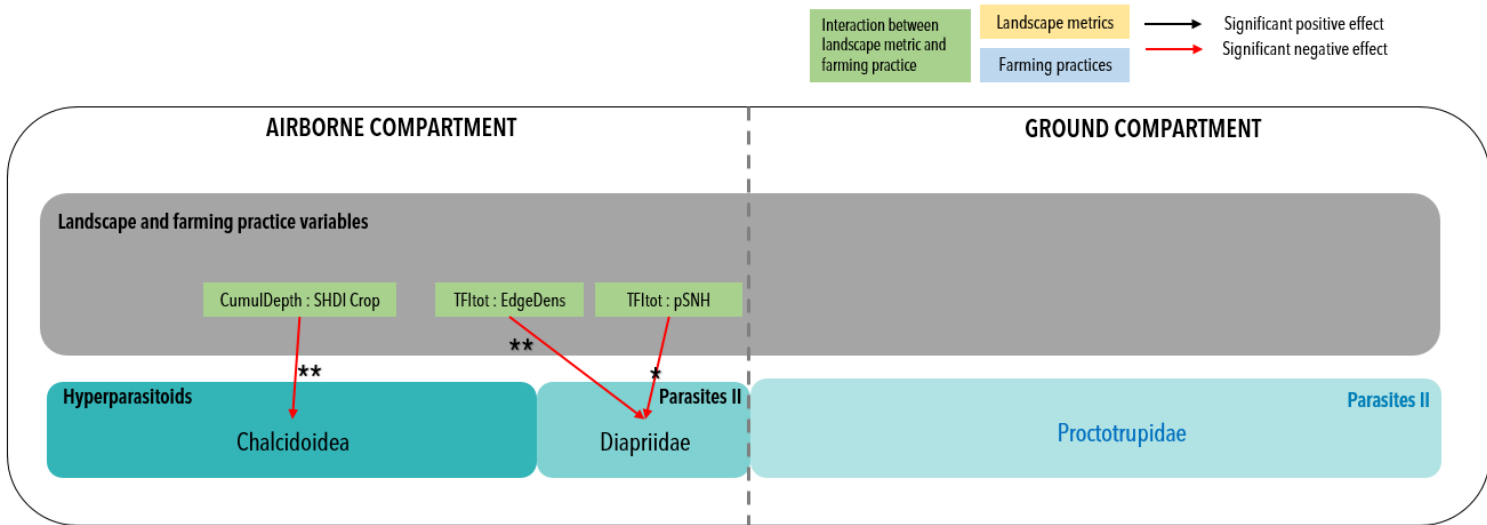 Interaction between
landscape metric and
farming practice
Landscape metrics
Farming practices
Significant positive effect
Significant negative effect
AIRBORNE COMPARTMENT
GROUND COMPARTMENT
Landscape and farming practice variables
CumulDepth : SHDI Crop
TFItot : EdgeDens
TFItot : pSNH
**
**
*
Hyperparasitoids
Parasites II
Parasites II
Chalcidoidea
Diapriidae
Proctotrupidae